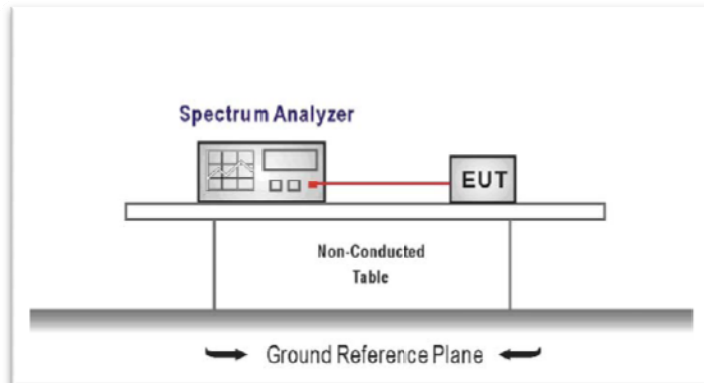 Spectrum Analyzer
EUT
Non-Conducted
Table
Ground Reference Plane